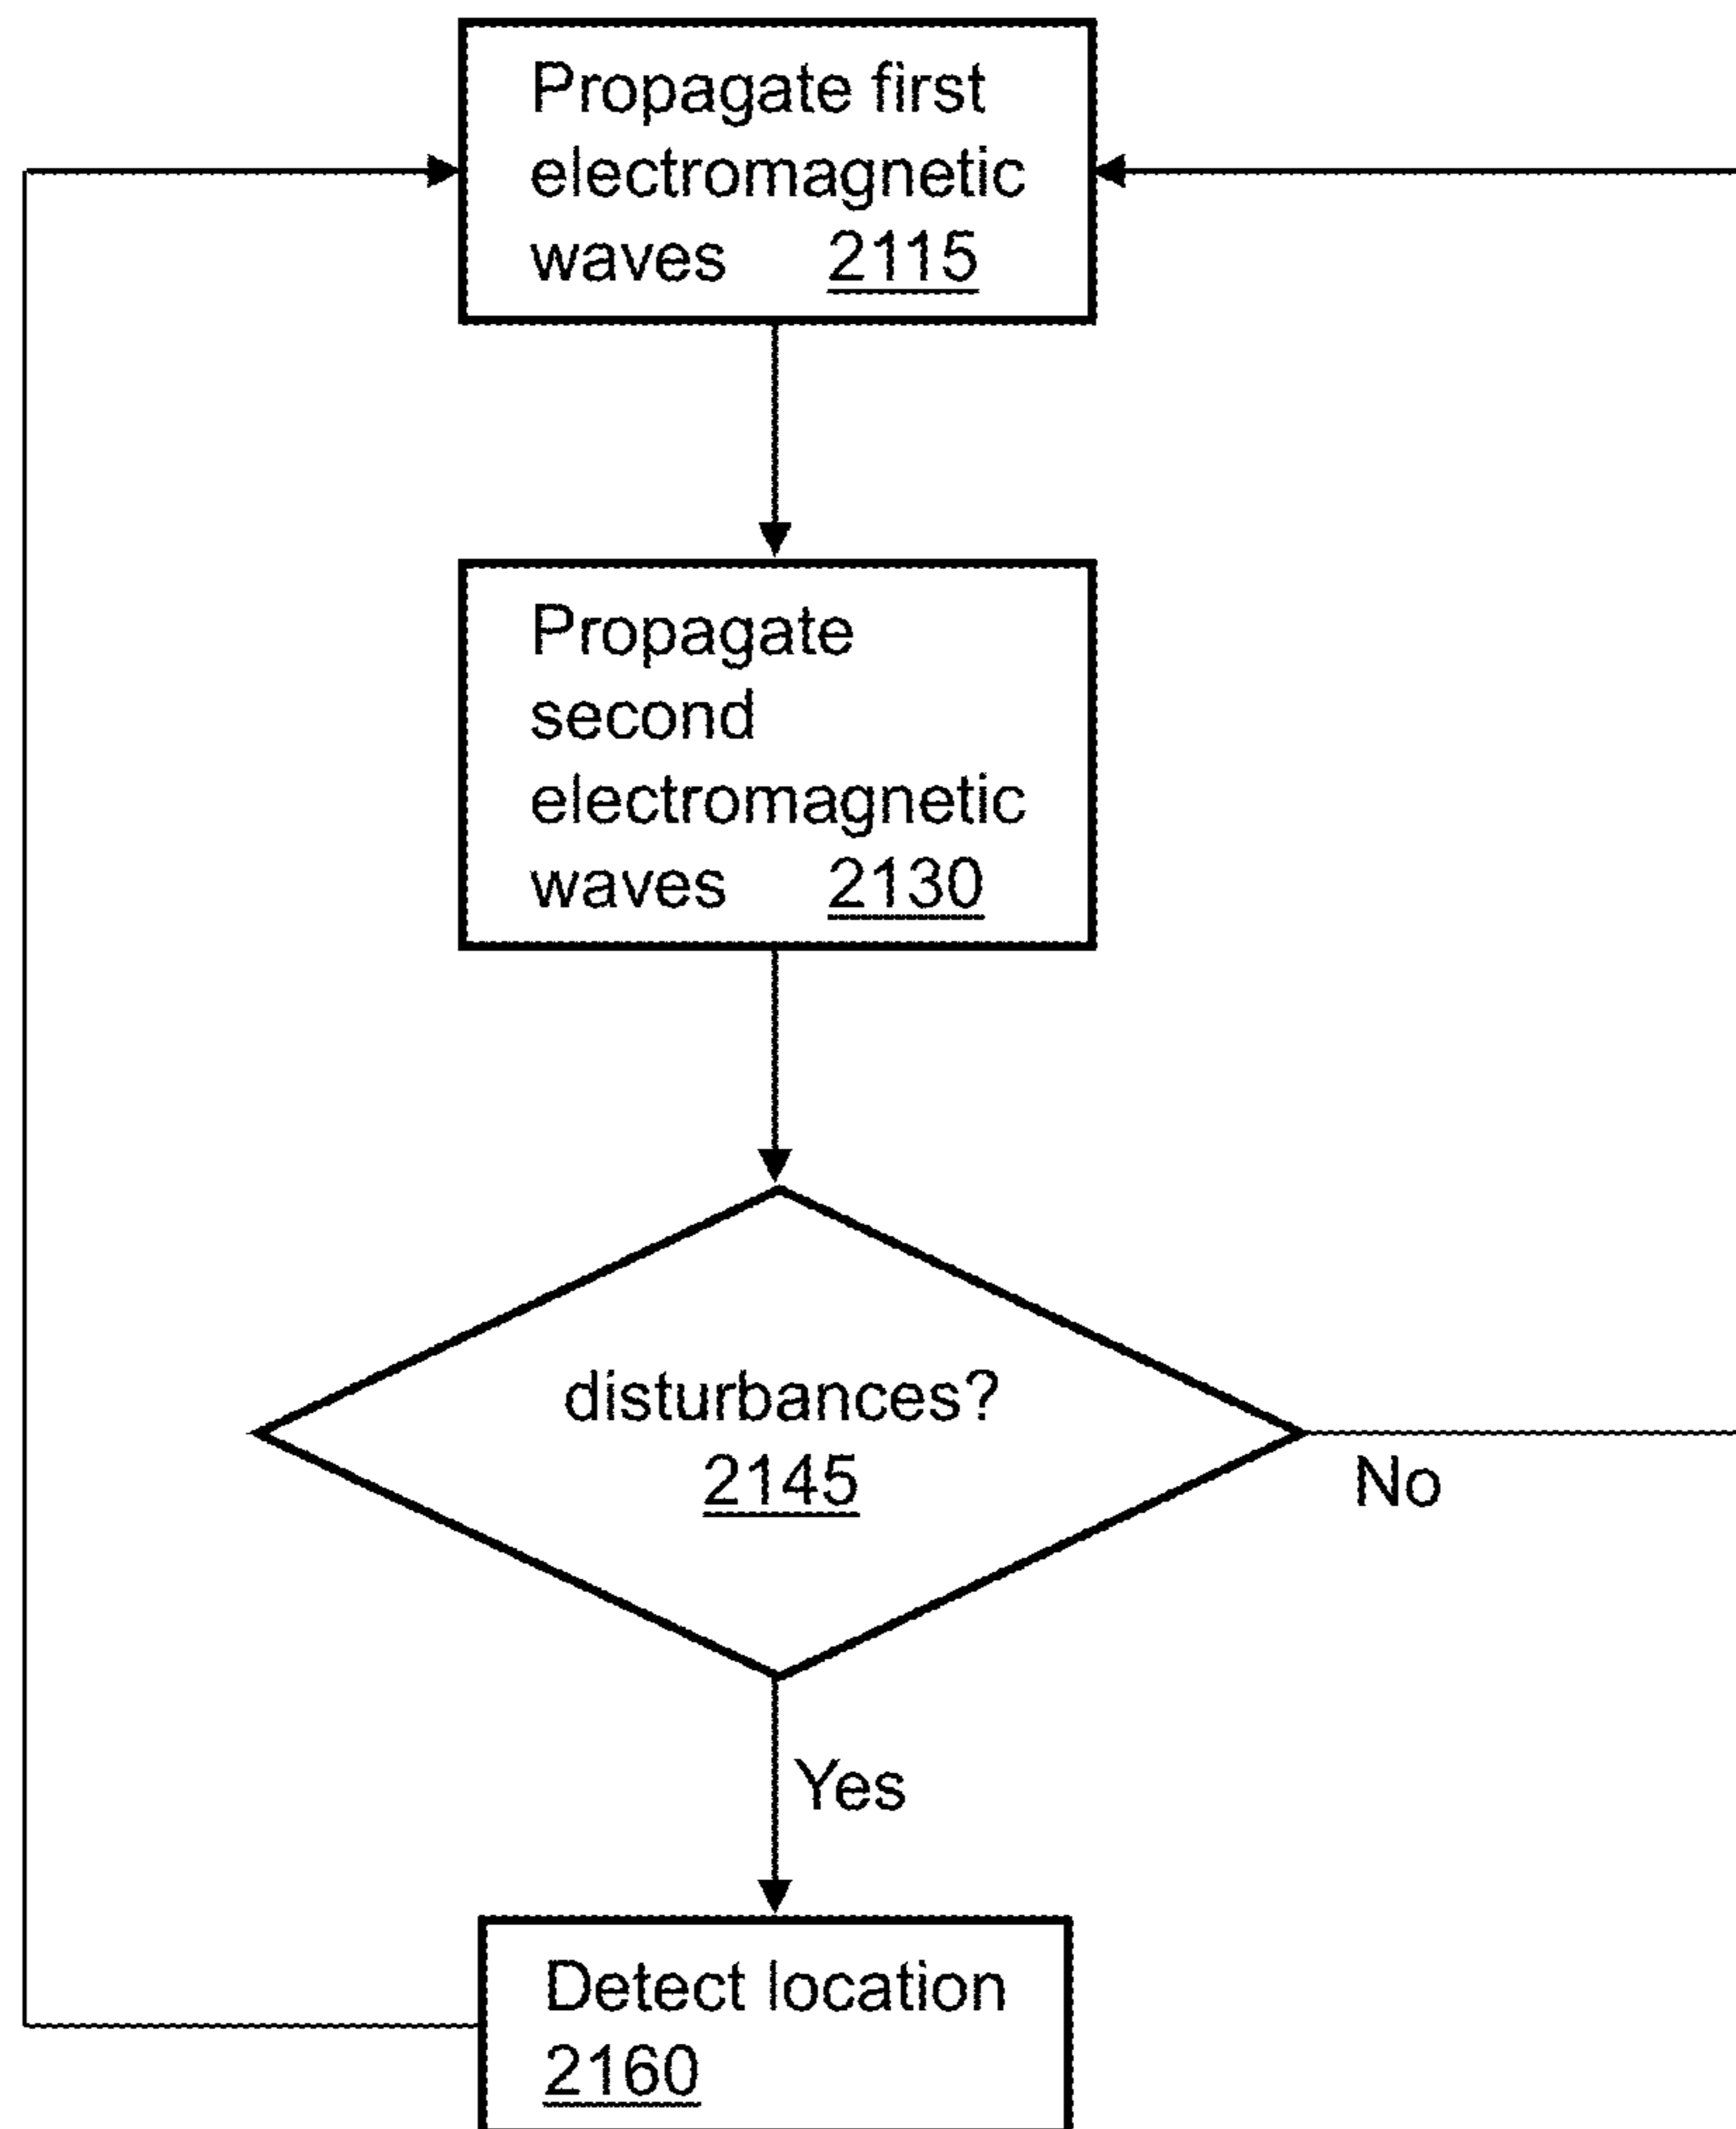 Propagate first
electromagnetic
waves 2115
Propagate
second
electromagnetic
waves 2130
disturbances?
2145
No
Yes
Detect location
2160